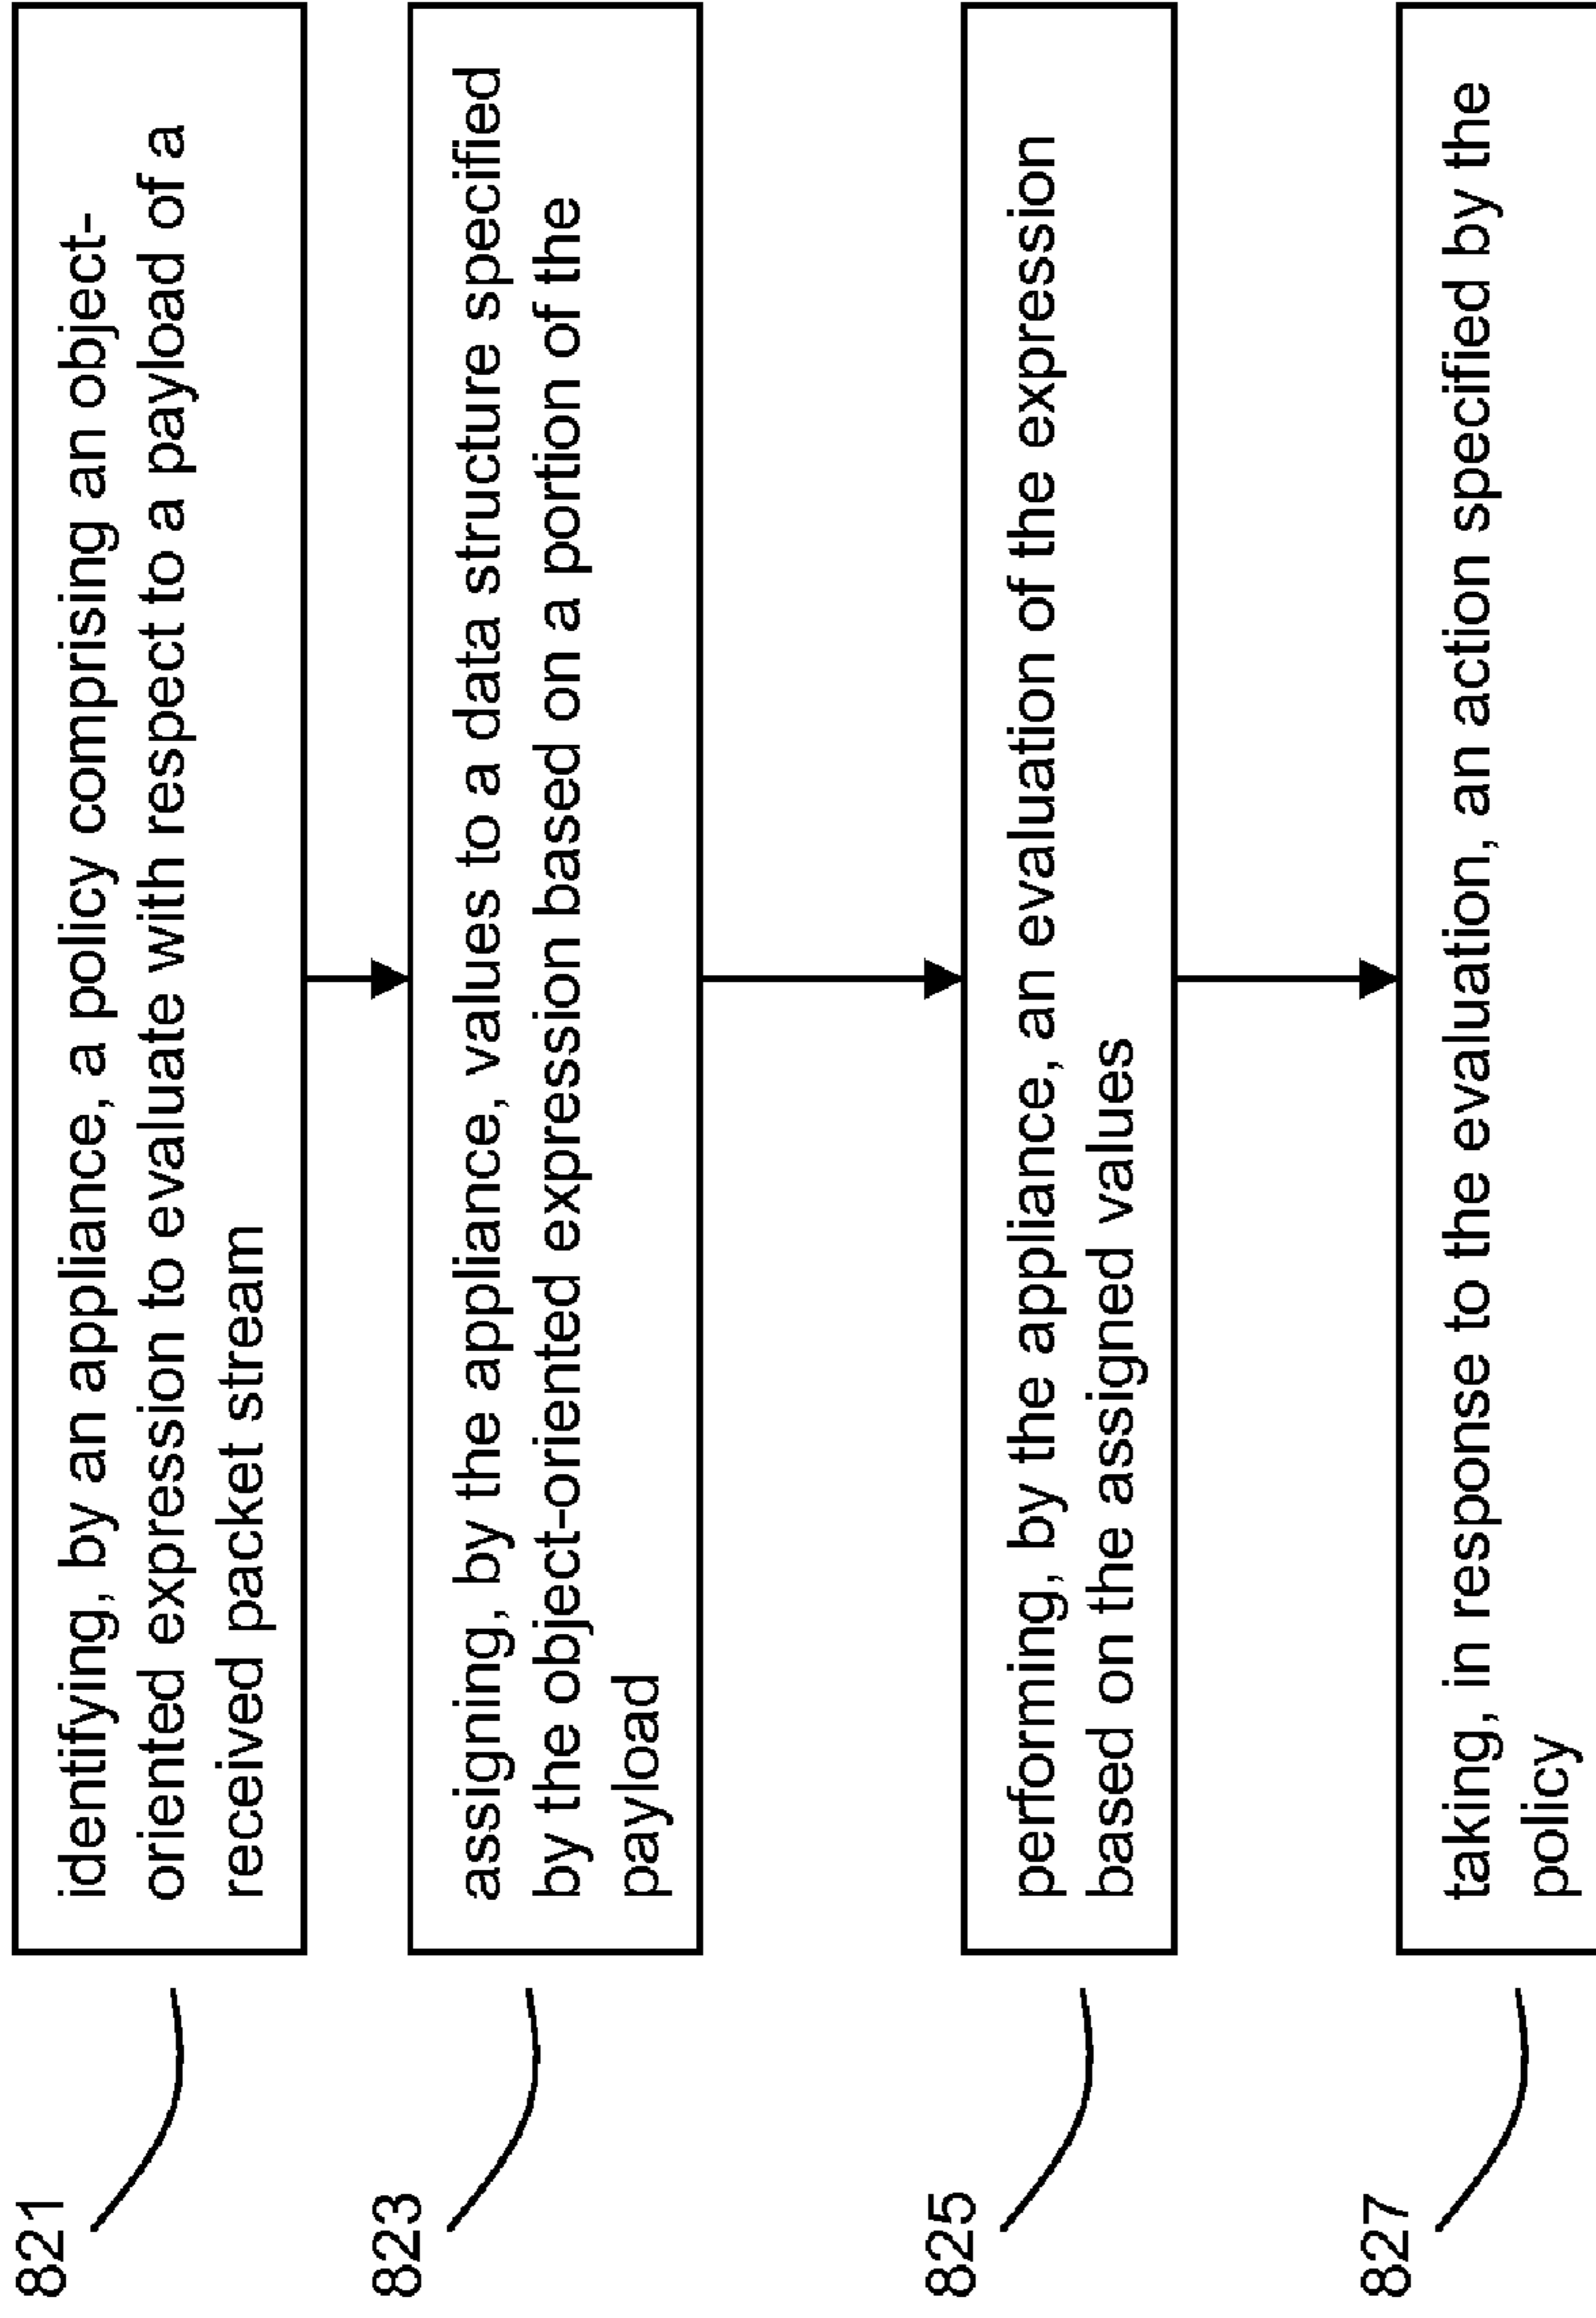 821
identifying, by an appliance, a policy comprising an object-
oriented expression to evaluate with respect to a payload of a
received packet stream
823
assigning, by the appliance, values to a data structure specified
by the object-oriented expression based on a portion of the
payload
825
performing, by the appliance, an evaluation of the expression
based on the assigned values
827
taking, in response to the evaluation, an action specified by the
policy